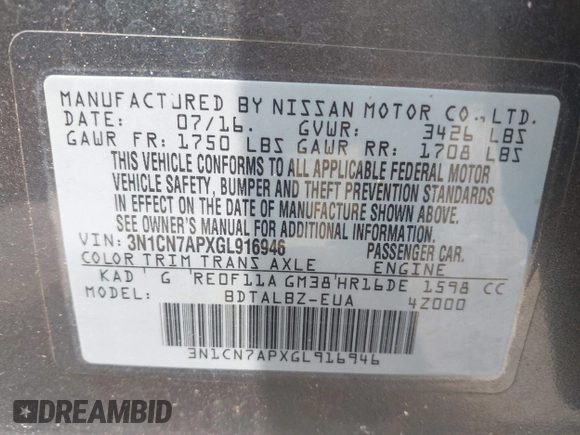 MANUFACTURED BY NISSAN MOTOR CO., LTD.
DATE: 07/16. GVWR: 3426 LBS
GAWR FR: 1750 LBS GAWR RR: 1708 LBS
THIS VEHICLE CONFORMS TO ALL APPLICABLE FEDERAL MOTOR
VEHICLE SAFETY, BUMPER AND THEFT PREVENTION STANDARDS
IN EFFECT ON THE DATE OF MANUFACTURE SHOWN ABOVE.
SEE OWNER'S MANUAL FOR ADDITIONAL INFORMATION.
VIN: 3N1CN7APXGL916946 PASSENGER CAR.
COLOR TRIM TRANS AXLE ENGINE
KAD ' G ' RE0F11A GM38 ' HR16DE 1598 CC
MODEL: BDTALBZ-EUA 4Z000
3N1CN7APXGL916946
DREAMBID